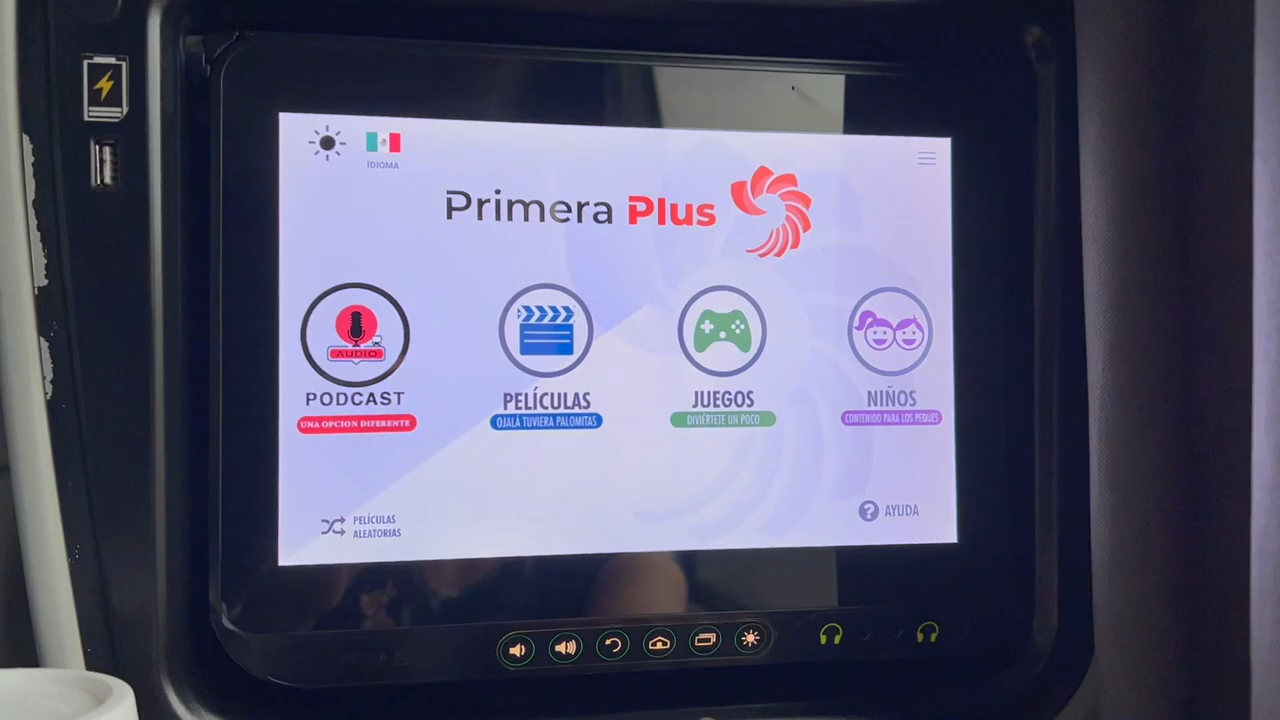 IDIOMA
Primera Plus
AUDIO
PODCAST
UNA OPCION DIFERENTE
PELÍCULAS
OJALÁ TUVIERA PALOMITAS
JUEGOS
DIVIÉRTETE UN POCO
NIÑOS
CONTENIDO PARA LOS PEQUES
PELÍCULAS
ALEATORIAS
? AYUDA